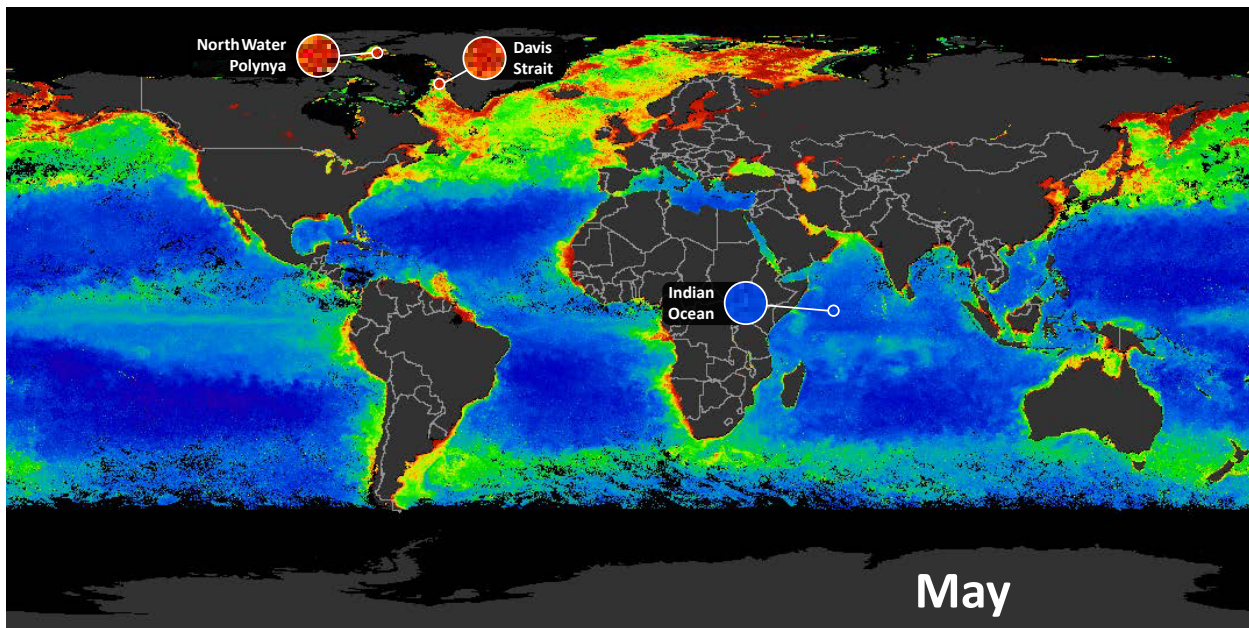 North Water
Polynya
Davis
Strait
Indian
Ocean
May